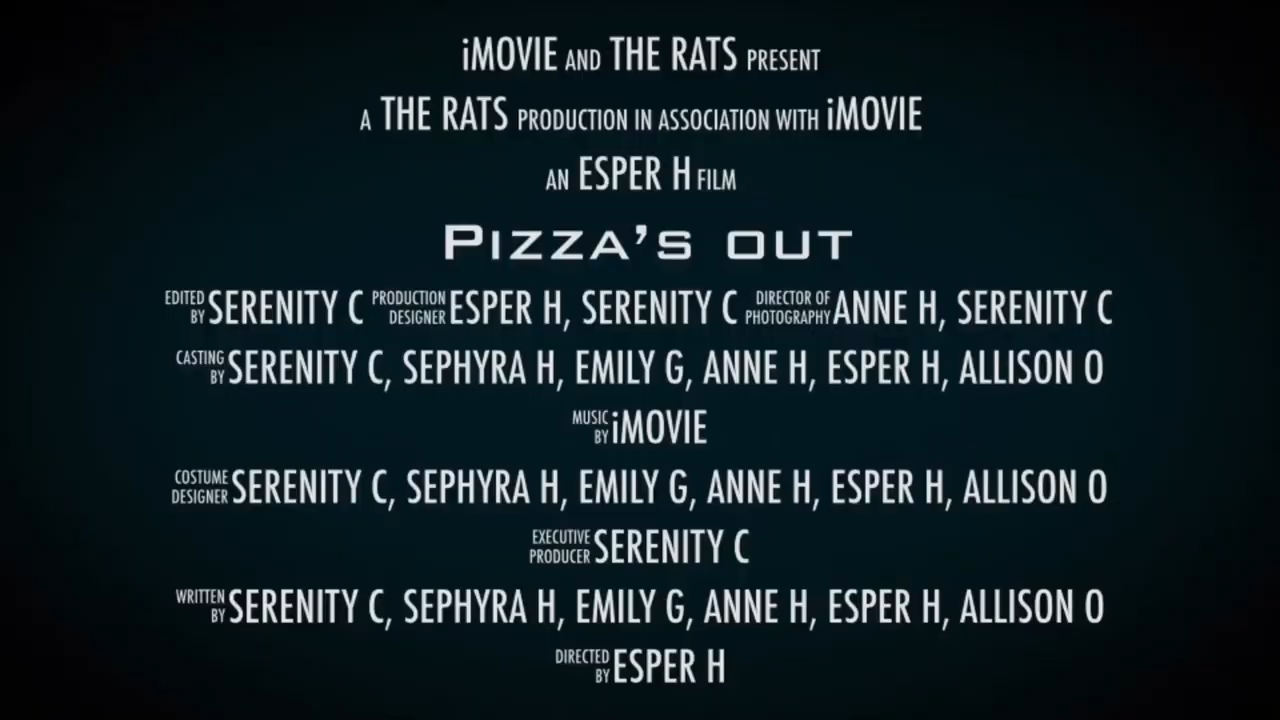 iMOVIE AND THE RATS PRESENT
A THE RATS PRODUCTION IN ASSOCIATION WITH iMOVIE
AN ESPER H FILM
PIZZA'S OUT
EDITED BY SERENITY C PRODUCTION DESIGNER ESPER H, SERENITY C DIRECTOR OF PHOTOGRAPHY ANNE H, SERENITY C
CASTING BY SERENITY C, SEPHYRA H, EMILY G, ANNE H, ESPER H, ALLISON O
MUSIC BY iMOVIE
COSTUME DESIGNER SERENITY C, SEPHYRA H, EMILY G, ANNE H, ESPER H, ALLISON O
EXECUTIVE PRODUCER SERENITY C
WRITTEN BY SERENITY C, SEPHYRA H, EMILY G, ANNE H, ESPER H, ALLISON O
DIRECTED BY ESPER H